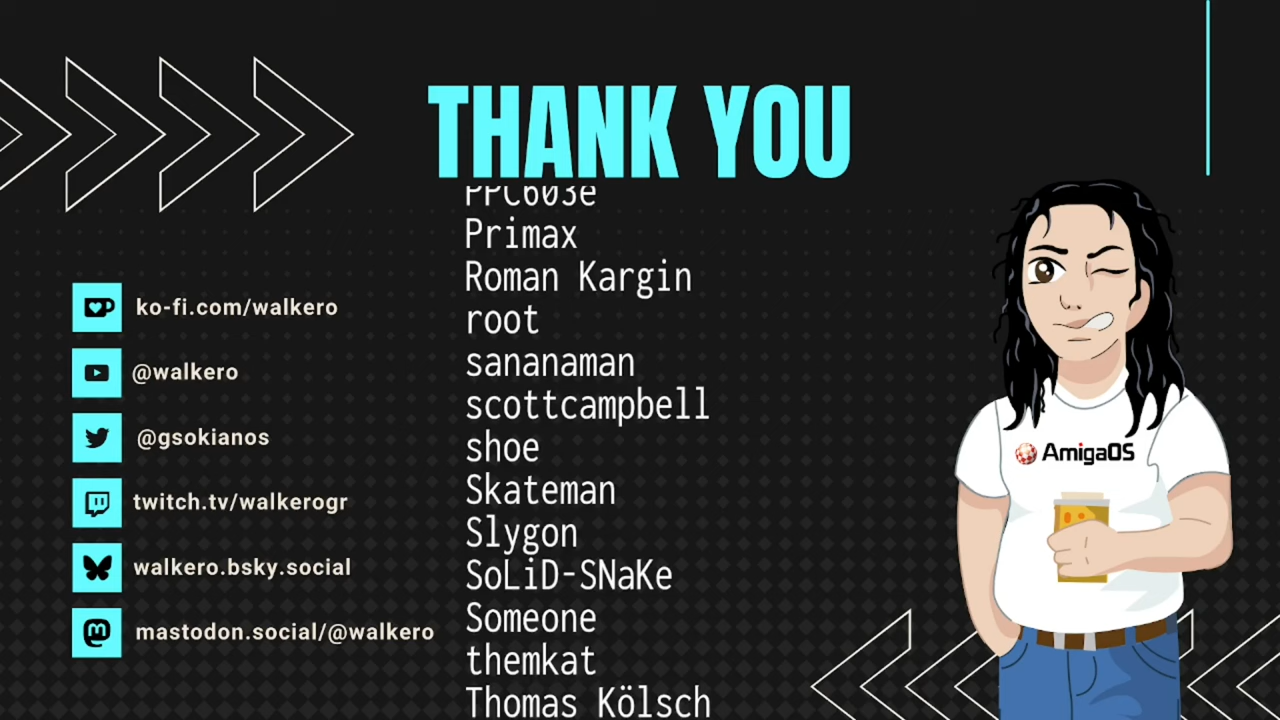 THANK YOU
PPC603e
Primax
Roman Kargin
root
sananaman
scottcampbell
shoe
Skateman
Slygon
SoLiD-SNaKe
Someone
themkat
Thomas Kölsch
ko-fi.com/walkero
@walkero
@gsokianos
twitch.tv/walkerogr
walkero.bsky.social
mastodon.social/@walkero
AmigaOS